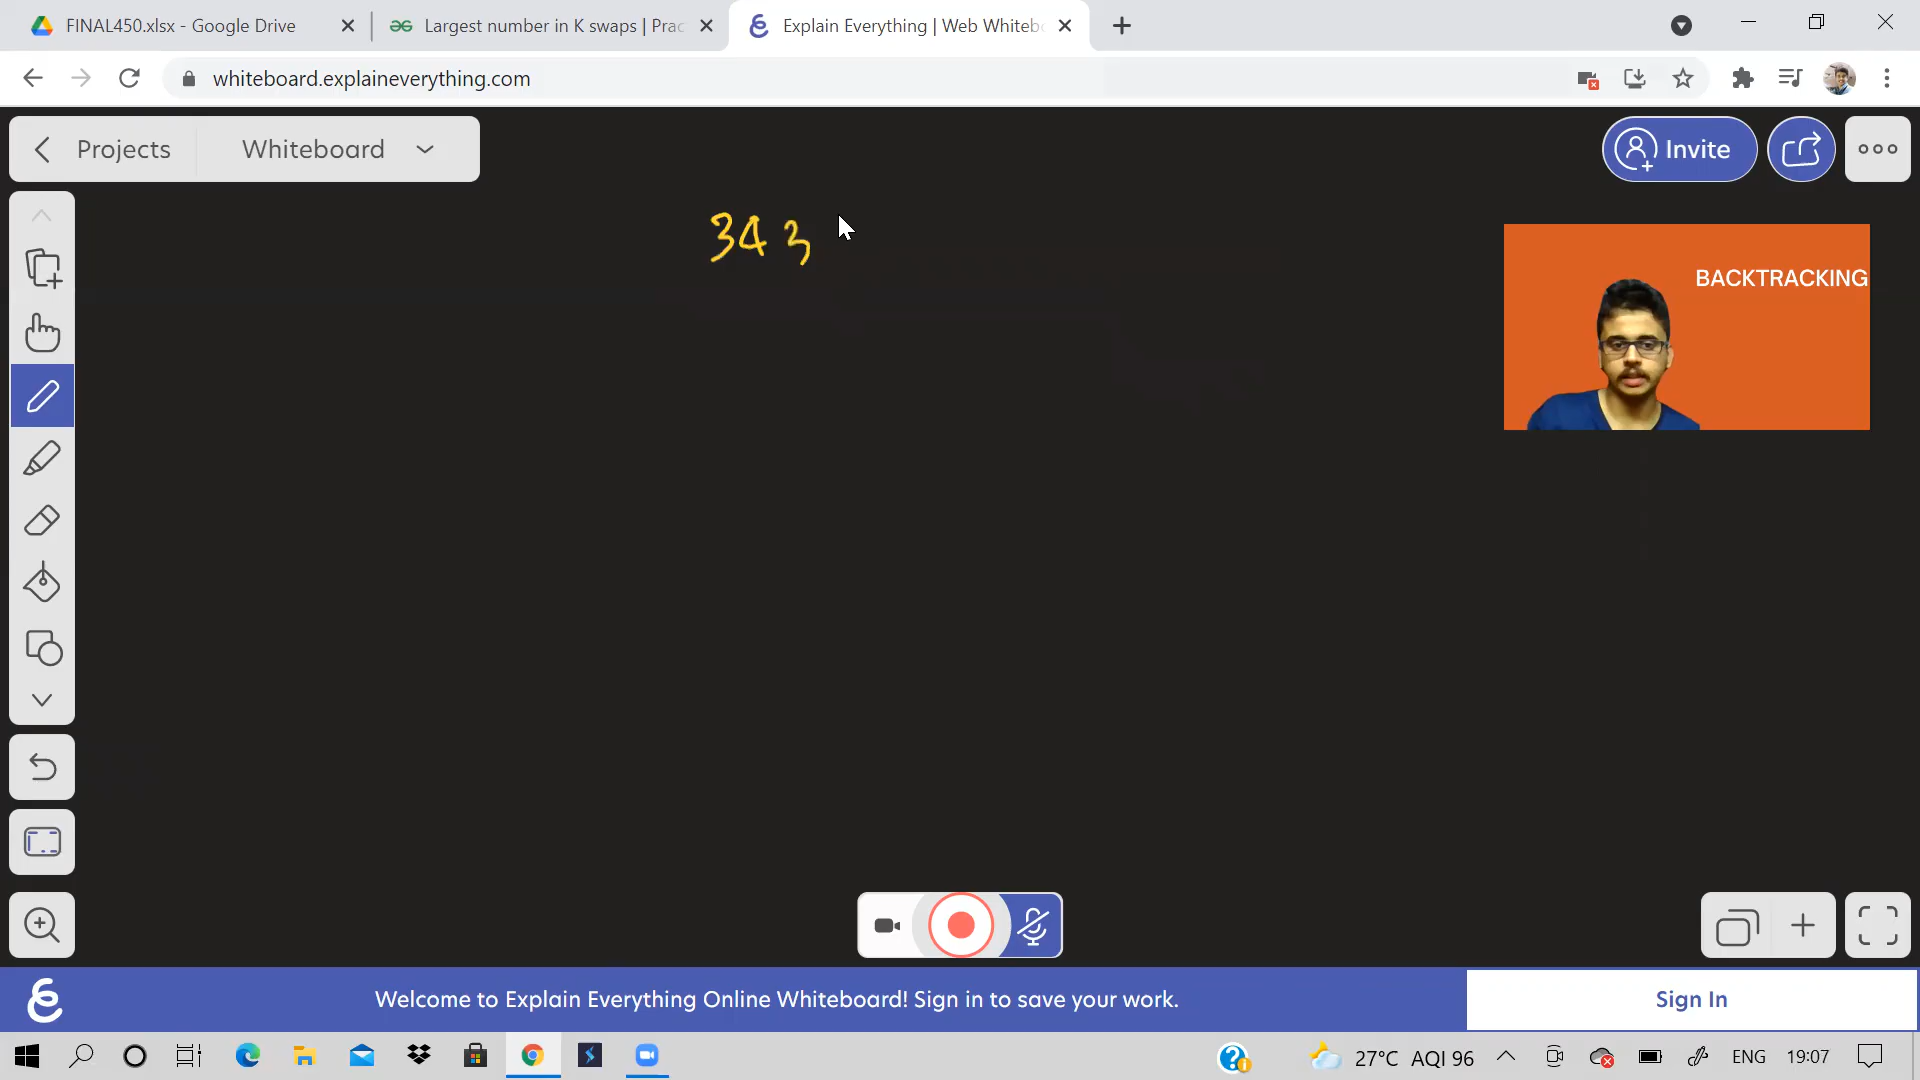 FINAL450.xlsx - Google Drive
Largest number in K swaps | Prac
Explain Everything | Web Whitebo
whiteboard.explaineverything.com
Projects
Whiteboard
Invite
343
BACKTRACKING
Welcome to Explain Everything Online Whiteboard! Sign in to save your work.
Sign In
27°C AQI 96
ENG
19:07